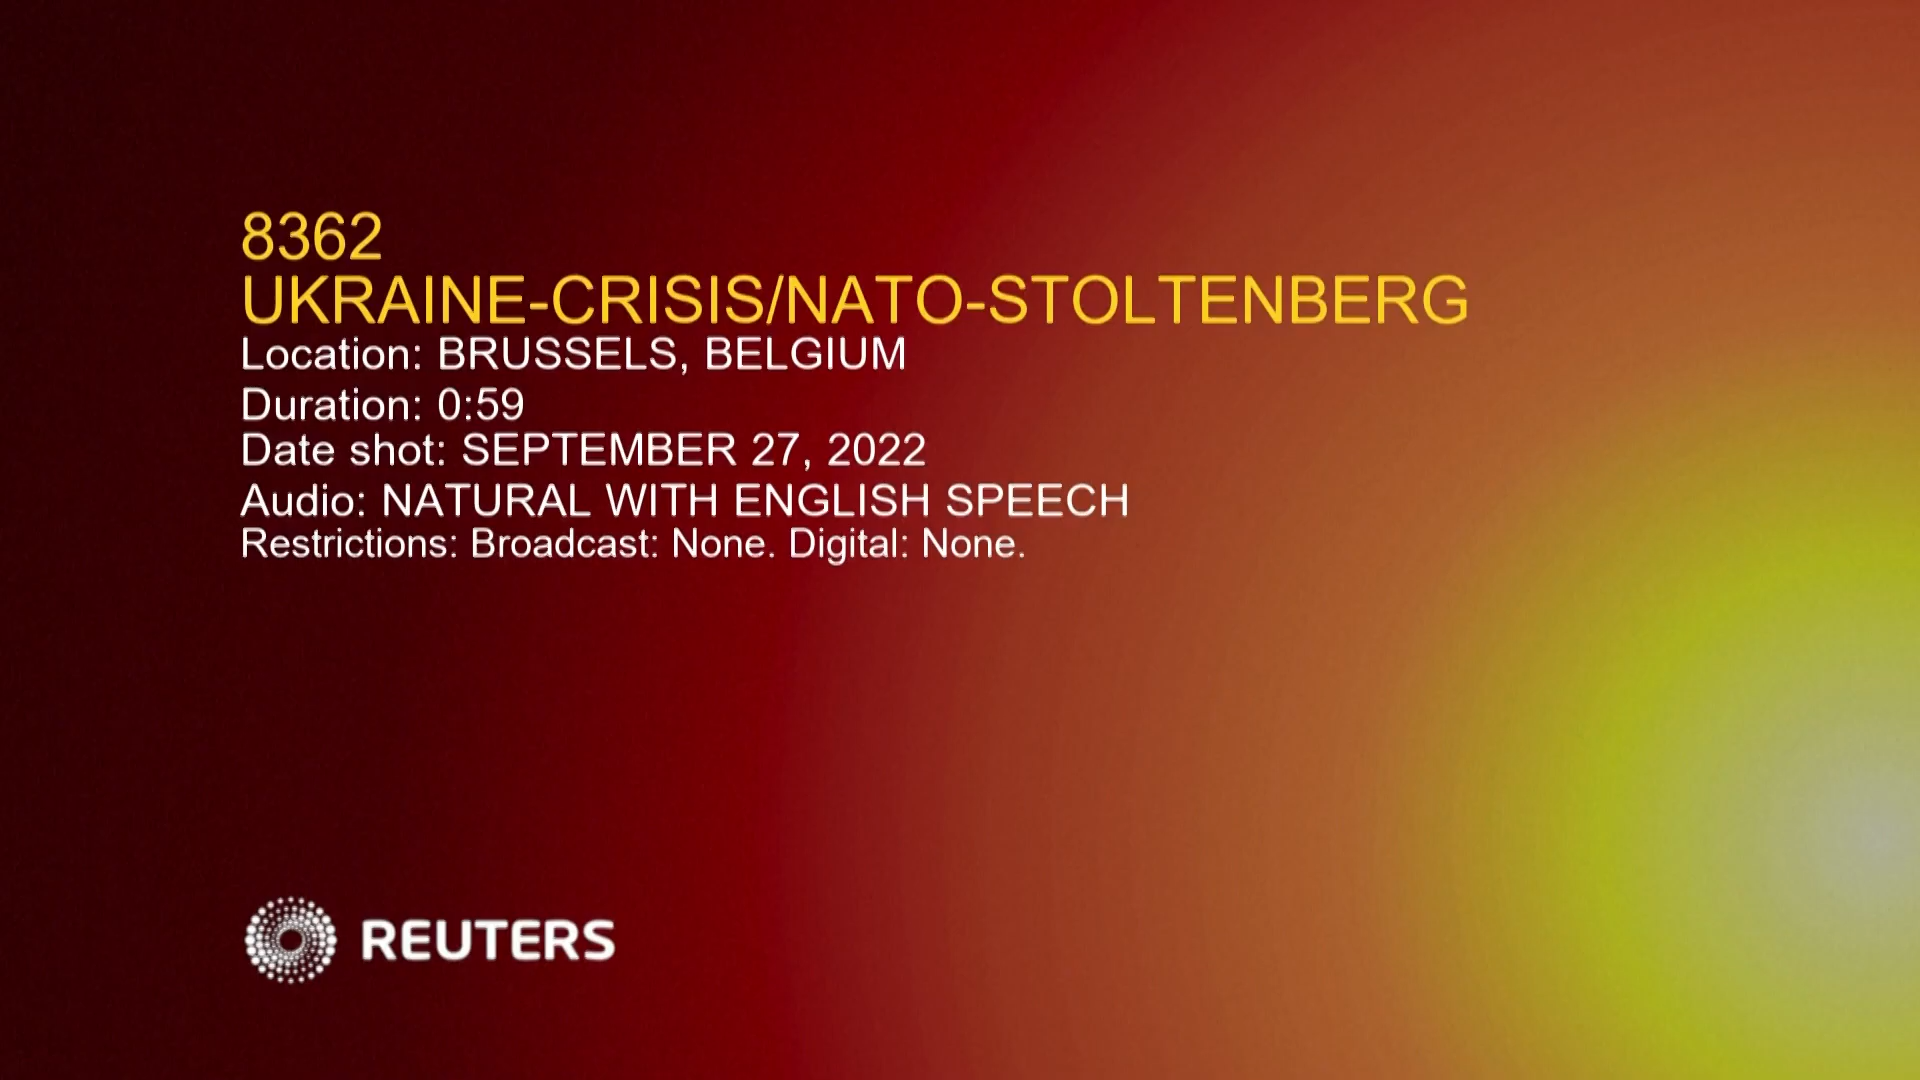 8362
UKRAINE-CRISIS/NATO-STOLTENBERG
Location: BRUSSELS, BELGIUM
Duration: 0:59
Date shot: SEPTEMBER 27, 2022
Audio: NATURAL WITH ENGLISH SPEECH
Restrictions: Broadcast: None. Digital: None.
REUTERS